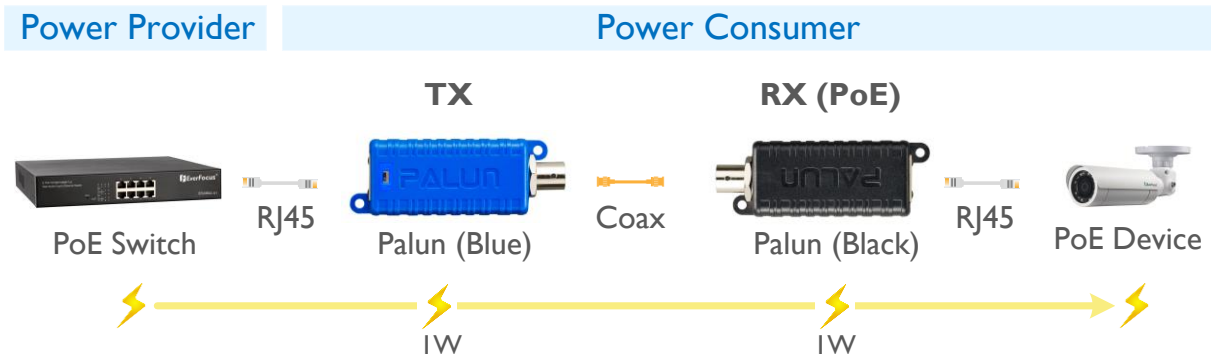 Power Provider
Power Consumer
TX
RX (PoE)
EverFocus
PALUN
PALUN
RJ45
Coax
RJ45
PoE Switch
Palun (Blue)
Palun (Black)
PoE Device
1W
1W